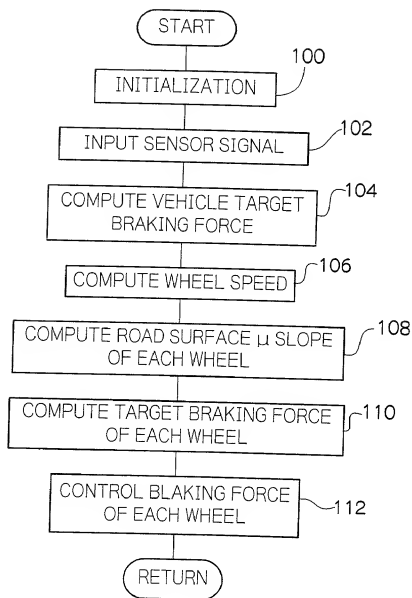 START
INITIALIZATION
100
INPUT SENSOR SIGNAL
102
COMPUTE VEHICLE TARGET
BRAKING FORCE
104
COMPUTE WHEEL SPEED
106
COMPUTE ROAD SURFACE μ SLOPE
OF EACH WHEEL
108
COMPUTE TARGET BRAKING FORCE
OF EACH WHEEL
110
CONTROL BLAKING FORCE
OF EACH WHEEL
112
RETURN